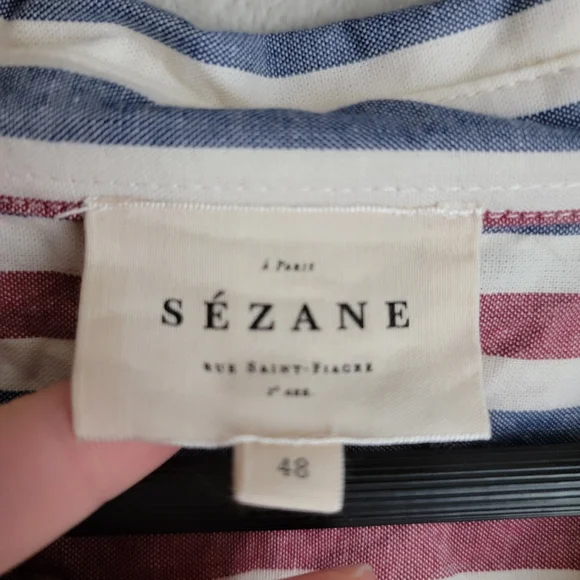 À PARIS
SÉZANE
RUE SAINT-FIACRE
2e ARR.
48